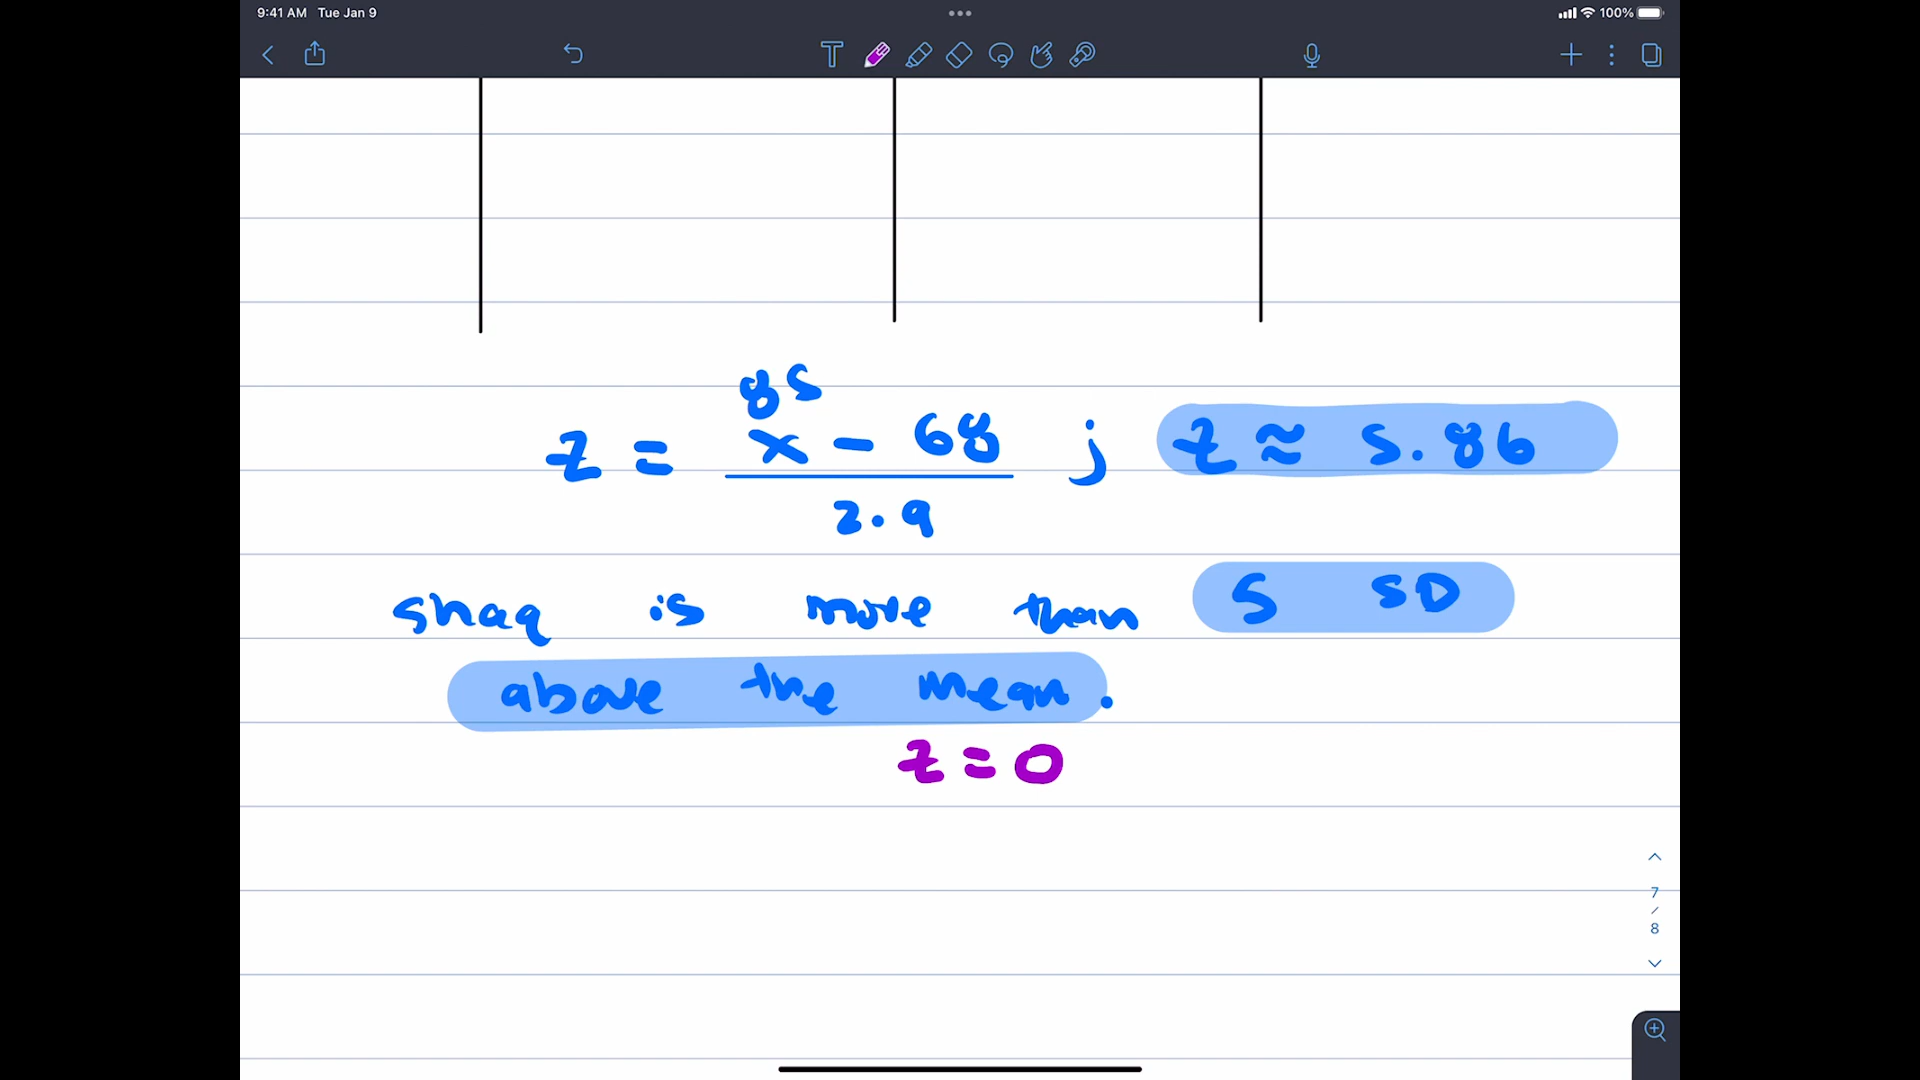 9:41 AM Tue Jan 9
100%
85
z = x - 68 ; z ≈ 5.86
2.9
shaq is more than 5 SD
above the mean.
z = 0
7
/
8